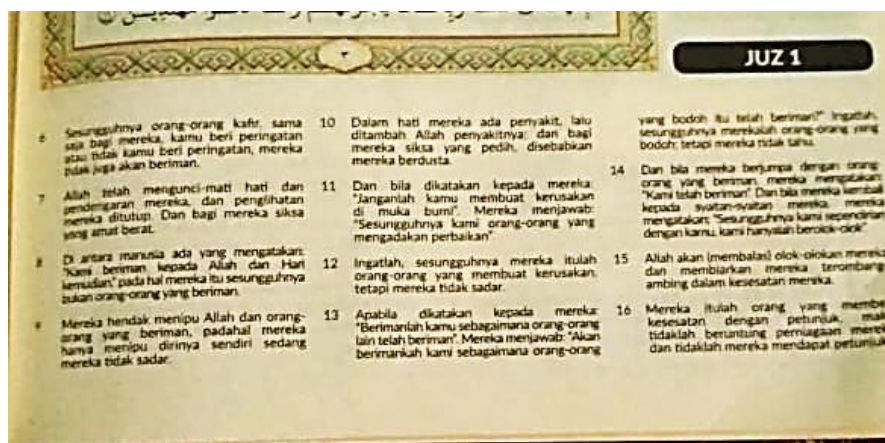 JUZ 1
٣
6 Sesungguhnya orang-orang kafir, sama
saja bagi mereka, kamu beri peringatan
atau tidak kamu beri peringatan, mereka
tidak juga akan beriman.
7 Allah telah mengunci-mati hati dan
pendengaran mereka, dan penglihatan
mereka ditutup. Dan bagi mereka siksa
yang amat berat.
8 Di antara manusia ada yang mengatakan:
"Kami beriman kepada Allah dan Hari
kemudian," pada hal mereka itu sesungguhnya
bukan orang-orang yang beriman.
9 Mereka hendak menipu Allah dan orang-
orang yang beriman, padahal mereka
hanya menipu dirinya sendiri sedang
mereka tidak sadar.
10 Dalam hati mereka ada penyakit, lalu
ditambah Allah penyakitnya; dan bagi
mereka siksa yang pedih, disebabkan
mereka berdusta.
11 Dan bila dikatakan kepada mereka:
"Janganlah kamu membuat kerusakan
di muka bumi". Mereka menjawab:
"Sesungguhnya kami orang-orang yang
mengadakan perbaikan".
12 Ingatlah, sesungguhnya mereka itulah
orang-orang yang membuat kerusakan,
tetapi mereka tidak sadar.
13 Apabila dikatakan kepada mereka:
"Berimanlah kamu sebagaimana orang-orang
lain telah beriman". Mereka menjawab: "Akan
berimankah kami sebagaimana orang-orang
yang bodoh itu telah beriman?" Ingatlah,
sesungguhnya merekalah orang-orang yang
bodoh; tetapi mereka tidak tahu.
14 Dan bila mereka berjumpa dengan orang-
orang yang beriman, mereka mengatakan:
"Kami telah beriman". Dan bila mereka kembali
kepada syaitan-syaitan mereka, mereka
mengatakan: "Sesungguhnya kami sependirian
dengan kamu, kami hanyalah berolok-olok".
15 Allah akan (membalas) olok-olokan mereka
dan membiarkan mereka terombang-
ambing dalam kesesatan mereka.
16 Mereka itulah orang yang membe
kesesatan dengan petunjuk, mak
tidaklah beruntung perniagaan merek
dan tidaklah mereka mendapat petunjuk